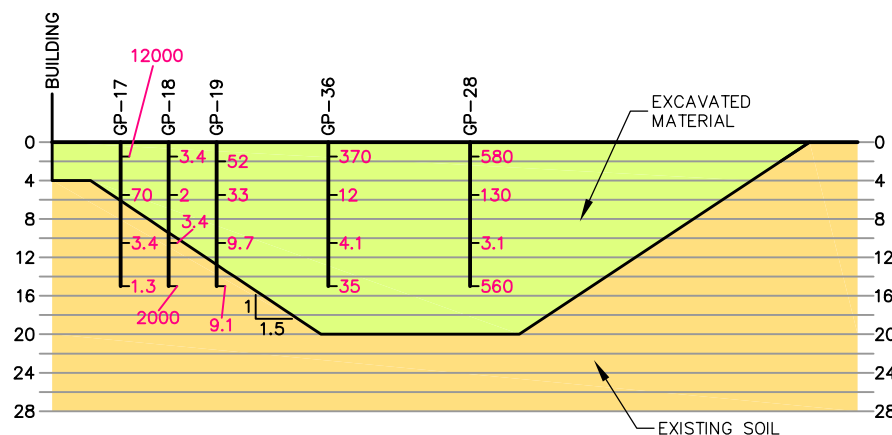 BUILDING
12000
GP-17
GP-18
GP-19
GP-36
GP-28
EXCAVATED
MATERIAL
0 3.4 52 370 580 0
4 70 2 33 12 130 4
8 3.4 8
3.4 9.7 4.1 3.1
12 12
1.3 35 560
16 2000 9.1 1 1.5 16
20 20
24 24
28 28
EXISTING SOIL